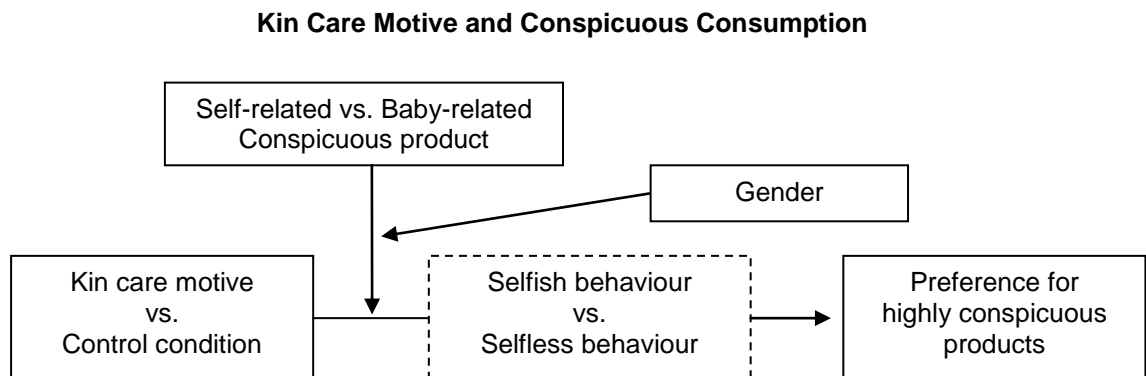 Kin Care Motive and Conspicuous Consumption
Self-related vs. Baby-related
Conspicuous product
Gender
Kin care motive
vs.
Control condition
Selfish behaviour
vs.
Selfless behaviour
Preference for
highly conspicuous
products